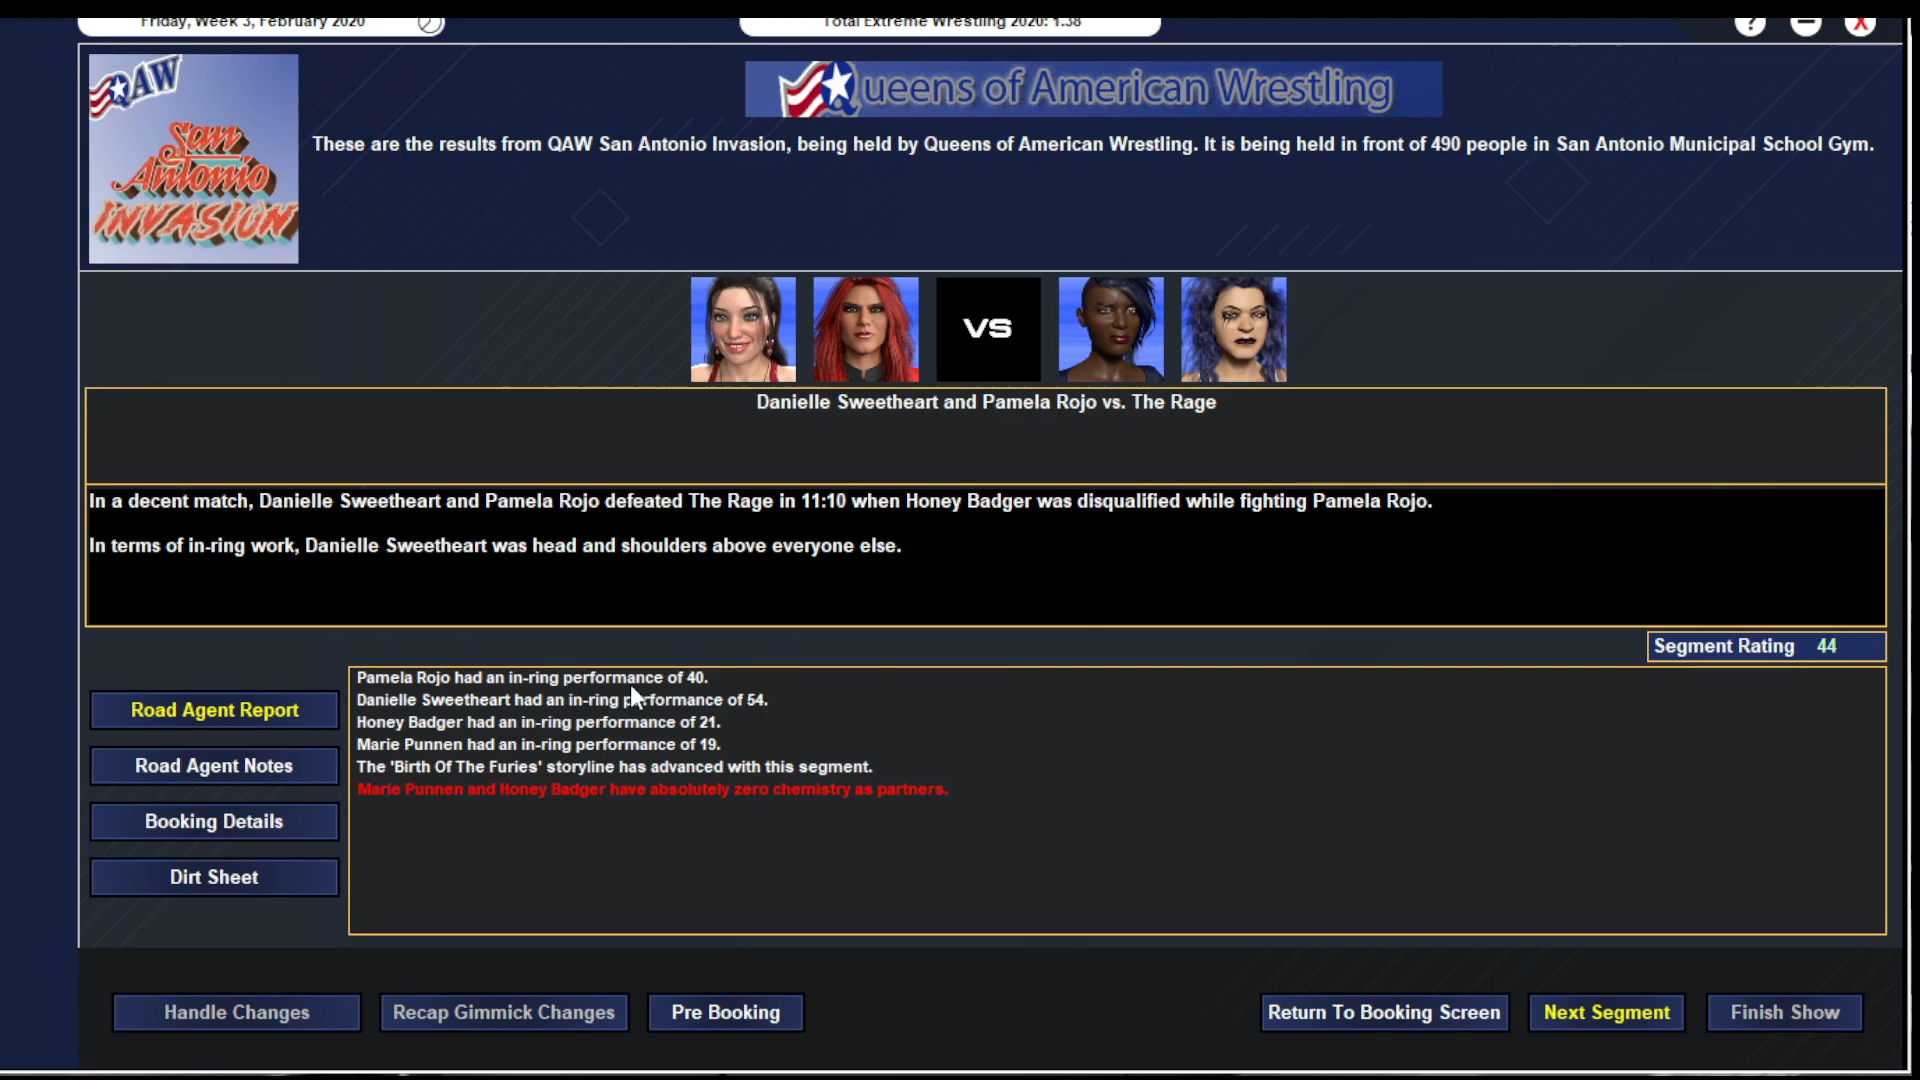 Friday, Week 3, February 2020
Total Extreme Wrestling 2020: 1.38
?
X
QAW
San
Antonio
INVASION
Queens of American Wrestling
These are the results from QAW San Antonio Invasion, being held by Queens of American Wrestling. It is being held in front of 490 people in San Antonio Municipal School Gym.
VS
Danielle Sweetheart and Pamela Rojo vs. The Rage
In a decent match, Danielle Sweetheart and Pamela Rojo defeated The Rage in 11:10 when Honey Badger was disqualified while fighting Pamela Rojo.
In terms of in-ring work, Danielle Sweetheart was head and shoulders above everyone else.
Segment Rating 44
Road Agent Report
Road Agent Notes
Booking Details
Dirt Sheet
Pamela Rojo had an in-ring performance of 40.
Danielle Sweetheart had an in-ring performance of 54.
Honey Badger had an in-ring performance of 21.
Marie Punnen had an in-ring performance of 19.
The 'Birth Of The Furies' storyline has advanced with this segment.
Marie Punnen and Honey Badger have absolutely zero chemistry as partners.
Handle Changes
Recap Gimmick Changes
Pre Booking
Return To Booking Screen
Next Segment
Finish Show